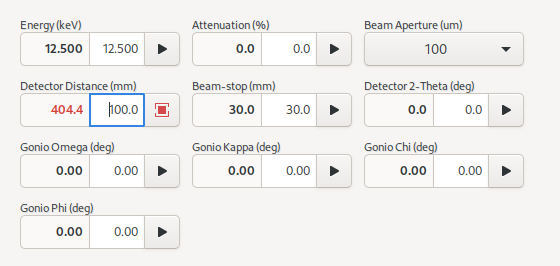 Energy (keV) Attenuation (%) Beam Aperture (um)
12.500 12.500 0.0 0.0 100
Detector Distance (mm) Beam-stop (mm) Detector 2-Theta (deg)
404.4 100.0 30.0 30.0 0.0 0.0
Gonio Omega (deg) Gonio Kappa (deg) Gonio Chi (deg)
0.00 0.00 0.00 0.00 0.00 0.00
Gonio Phi (deg)
0.00 0.00